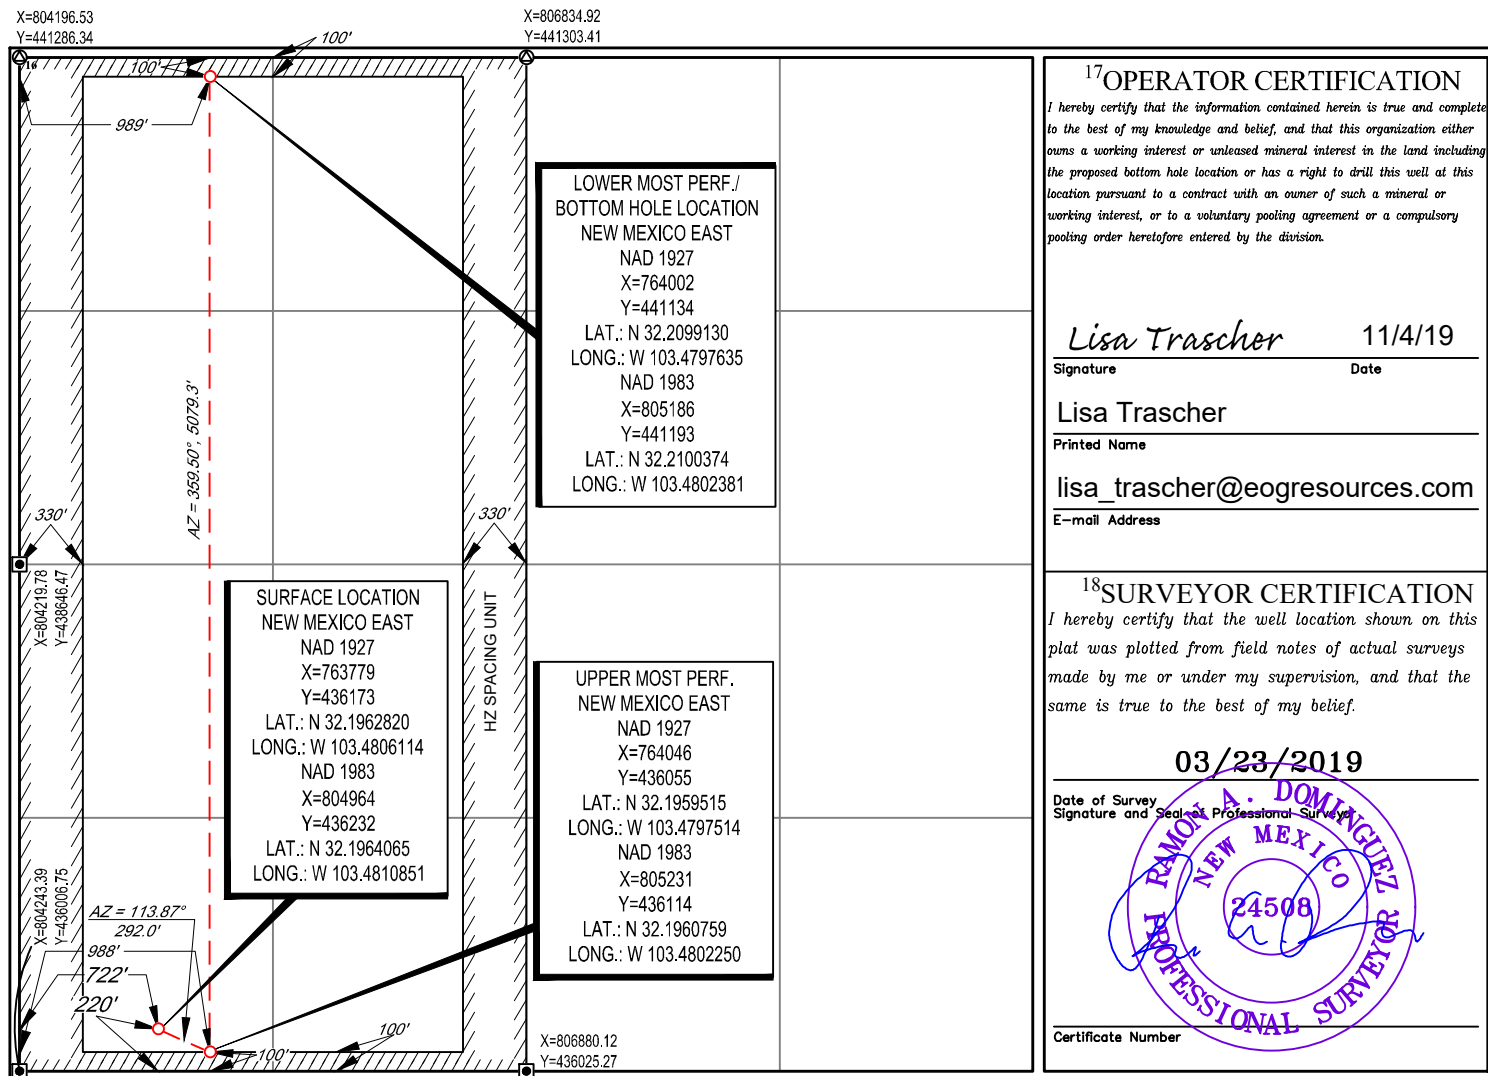 X=804196.53
Y=441286.34
X=806834.92
Y=441303.41
100'
100'
16
989'
LOWER MOST PERF./
BOTTOM HOLE LOCATION
NEW MEXICO EAST
NAD 1927
X=764002
Y=441134
LAT.: N 32.2099130
LONG.: W 103.4797635
NAD 1983
X=805186
Y=441193
LAT.: N 32.2100374
LONG.: W 103.4802381
AZ = 359.50°, 5079.3'
330'
330'
X=804219.78
Y=438646.47
SURFACE LOCATION
NEW MEXICO EAST
NAD 1927
X=763779
Y=436173
LAT.: N 32.1962820
LONG.: W 103.4806114
NAD 1983
X=804964
Y=436232
LAT.: N 32.1964065
LONG.: W 103.4810851
HZ SPACING UNIT
UPPER MOST PERF.
NEW MEXICO EAST
NAD 1927
X=764046
Y=436055
LAT.: N 32.1959515
LONG.: W 103.4797514
NAD 1983
X=805231
Y=436114
LAT.: N 32.1960759
LONG.: W 103.4802250
X=804243.39
Y=436006.75
AZ = 113.87°
292.0'
988'
722'
220'
100'
100'
X=806880.12
Y=436025.27
17OPERATOR CERTIFICATION
I hereby certify that the information contained herein is true and complete
to the best of my knowledge and belief, and that this organization either
owns a working interest or unleased mineral interest in the land including
the proposed bottom hole location or has a right to drill this well at this
location pursuant to a contract with an owner of such a mineral or
working interest, or to a voluntary pooling agreement or a compulsory
pooling order heretofore entered by the division.
Lisa Trascher 11/4/19
Signature Date
Lisa Trascher
Printed Name
lisa_trascher@eogresources.com
E-mail Address
18SURVEYOR CERTIFICATION
I hereby certify that the well location shown on this
plat was plotted from field notes of actual surveys
made by me or under my supervision, and that the
same is true to the best of my belief.
03/23/2019
Date of Survey
Signature and Seal of Professional Surveyor
RAMON A. DOMINGUEZ
NEW MEXICO
24508
PROFESSIONAL SURVEYOR
Certificate Number